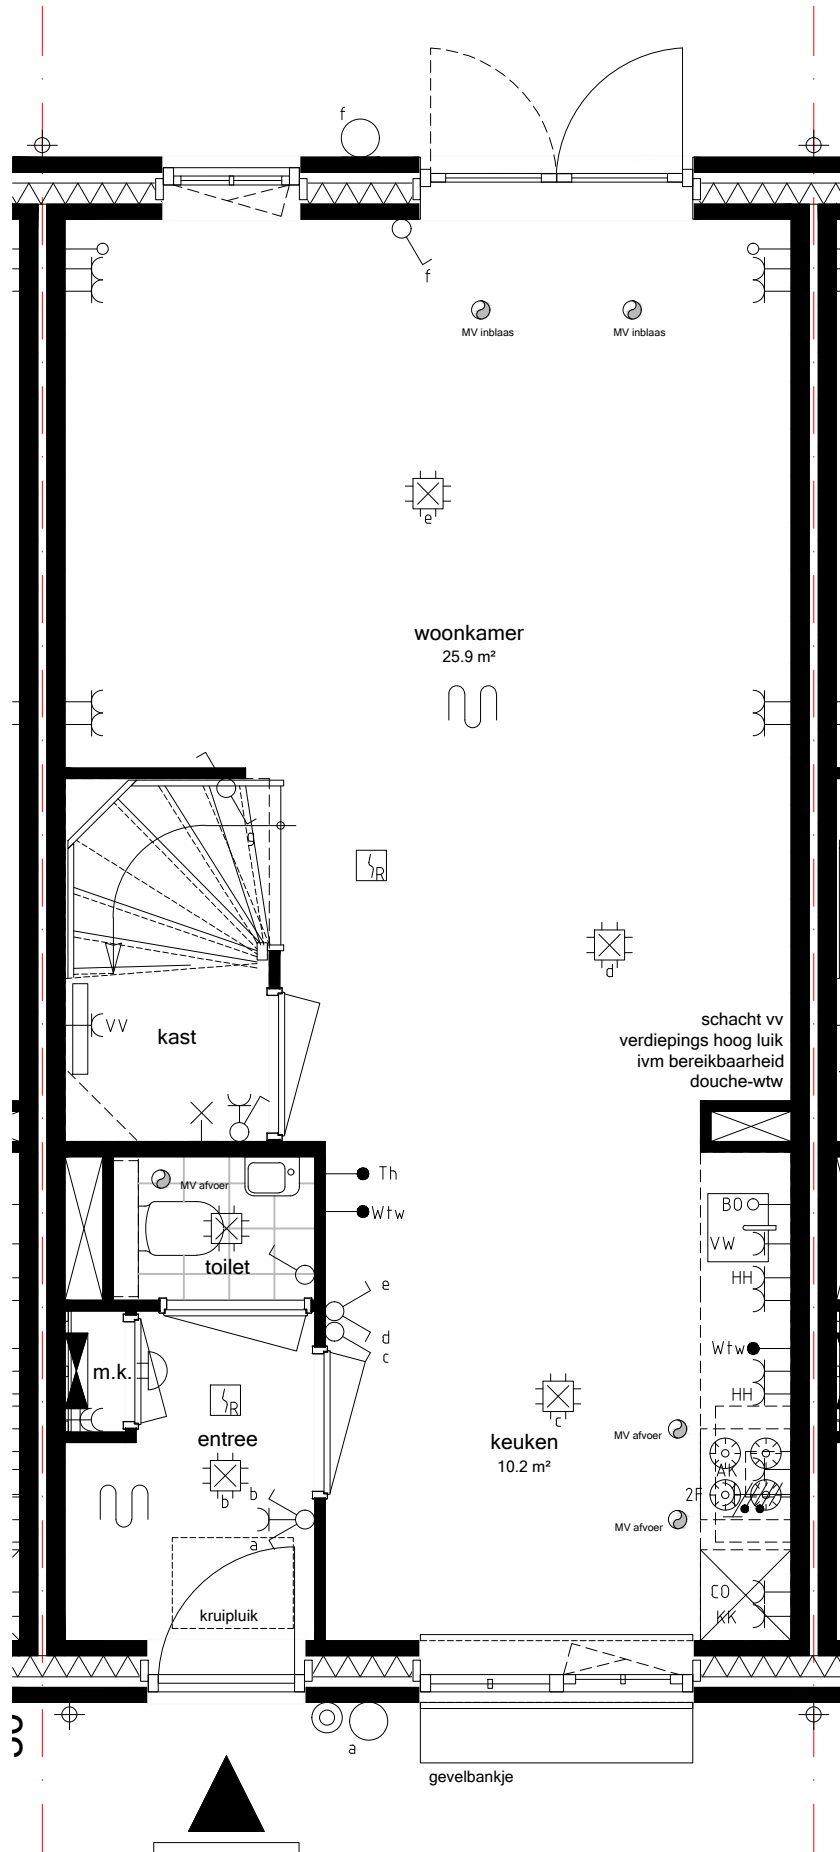 f
f
MV inblaas
MV inblaas
e
woonkamer
25.9 m²
g
R
d
schacht vv
verdiepings hoog luik
ivm bereikbaarheid
douche-wtw
VV
kast
Th
MV afvoer
Wtw
BO
VW
toilet
HH
e
d
c
Wtw
m.k.
HH
R
c
entree
keuken
MV afvoer
10.2 m²
AK
b
b
2F
a
MV afvoer
CO
kruipluik
KK
a
gevelbankje